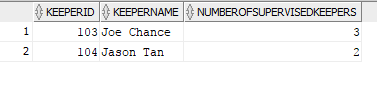 KEEPERID KEEPERNAME NUMBEROFSUPERVISEDKEEPERS
1 103 Joe Chance 3
2 104 Jason Tan 2